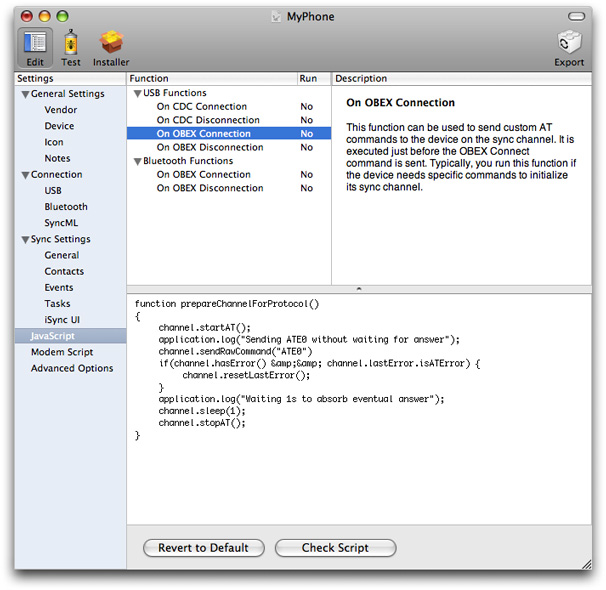 MyPhone
Edit Test Installer Export
Settings Function Run Description
General Settings
Vendor
Device
Icon
Notes
Connection
USB
Bluetooth
SyncML
Sync Settings
General
Contacts
Events
Tasks
iSync UI
JavaScript
Modem Script
Advanced Options
USB Functions
On CDC Connection No
On CDC Disconnection No
On OBEX Connection No
On OBEX Disconnection No
Bluetooth Functions
On OBEX Connection No
On OBEX Disconnection No
On OBEX Connection
This function can be used to send custom AT
commands to the device on the sync channel. It is
executed just before the OBEX Connect
command is sent. Typically, you run this function if
the device needs specific commands to initialize
its sync channel.
function prepareChannelForProtocol()
{
channel.startAT();
application.log("Sending ATE0 without waiting for answer");
channel.sendRawCommand("ATE0")
if(channel.hasError() &amp;&amp; channel.lastError.isATError) {
channel.resetLastError();
}
application.log("Waiting 1s to absorb eventual answer");
channel.sleep(1);
channel.stopAT();
}
Revert to Default Check Script